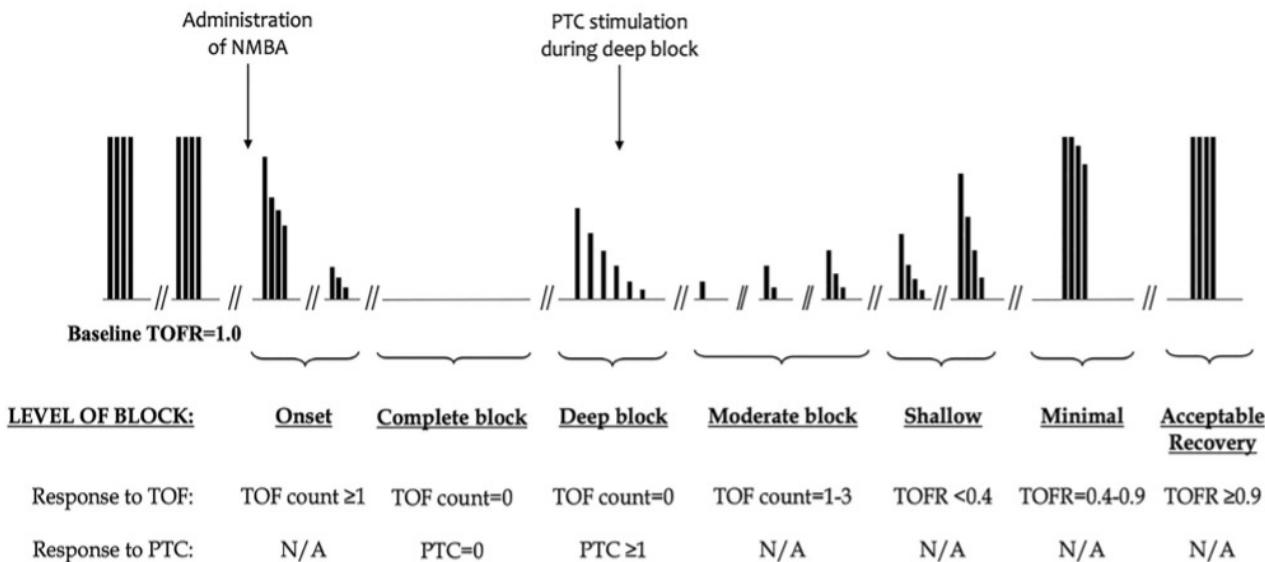 Administration
of NMBA
PTC stimulation
during deep block
Baseline TOFR=1.0
LEVEL OF BLOCK: Onset Complete block Deep block Moderate block Shallow Minimal Acceptable
Recovery
Response to TOF: TOF count ≥1 TOF count=0 TOF count=0 TOF count=1-3 TOFR <0.4 TOFR=0.4-0.9 TOFR ≥0.9
Response to PTC: N/A PTC=0 PTC ≥1 N/A N/A N/A N/A